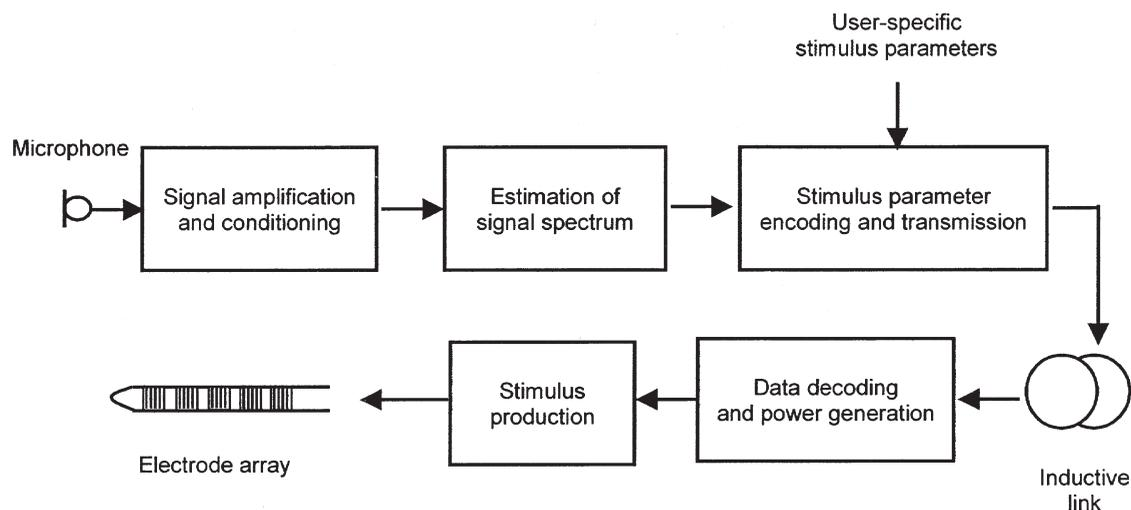 User-specific
stimulus parameters
Microphone
Signal amplification
and conditioning
Estimation of
signal spectrum
Stimulus parameter
encoding and transmission
Stimulus
production
Data decoding
and power generation
Electrode array
Inductive
link